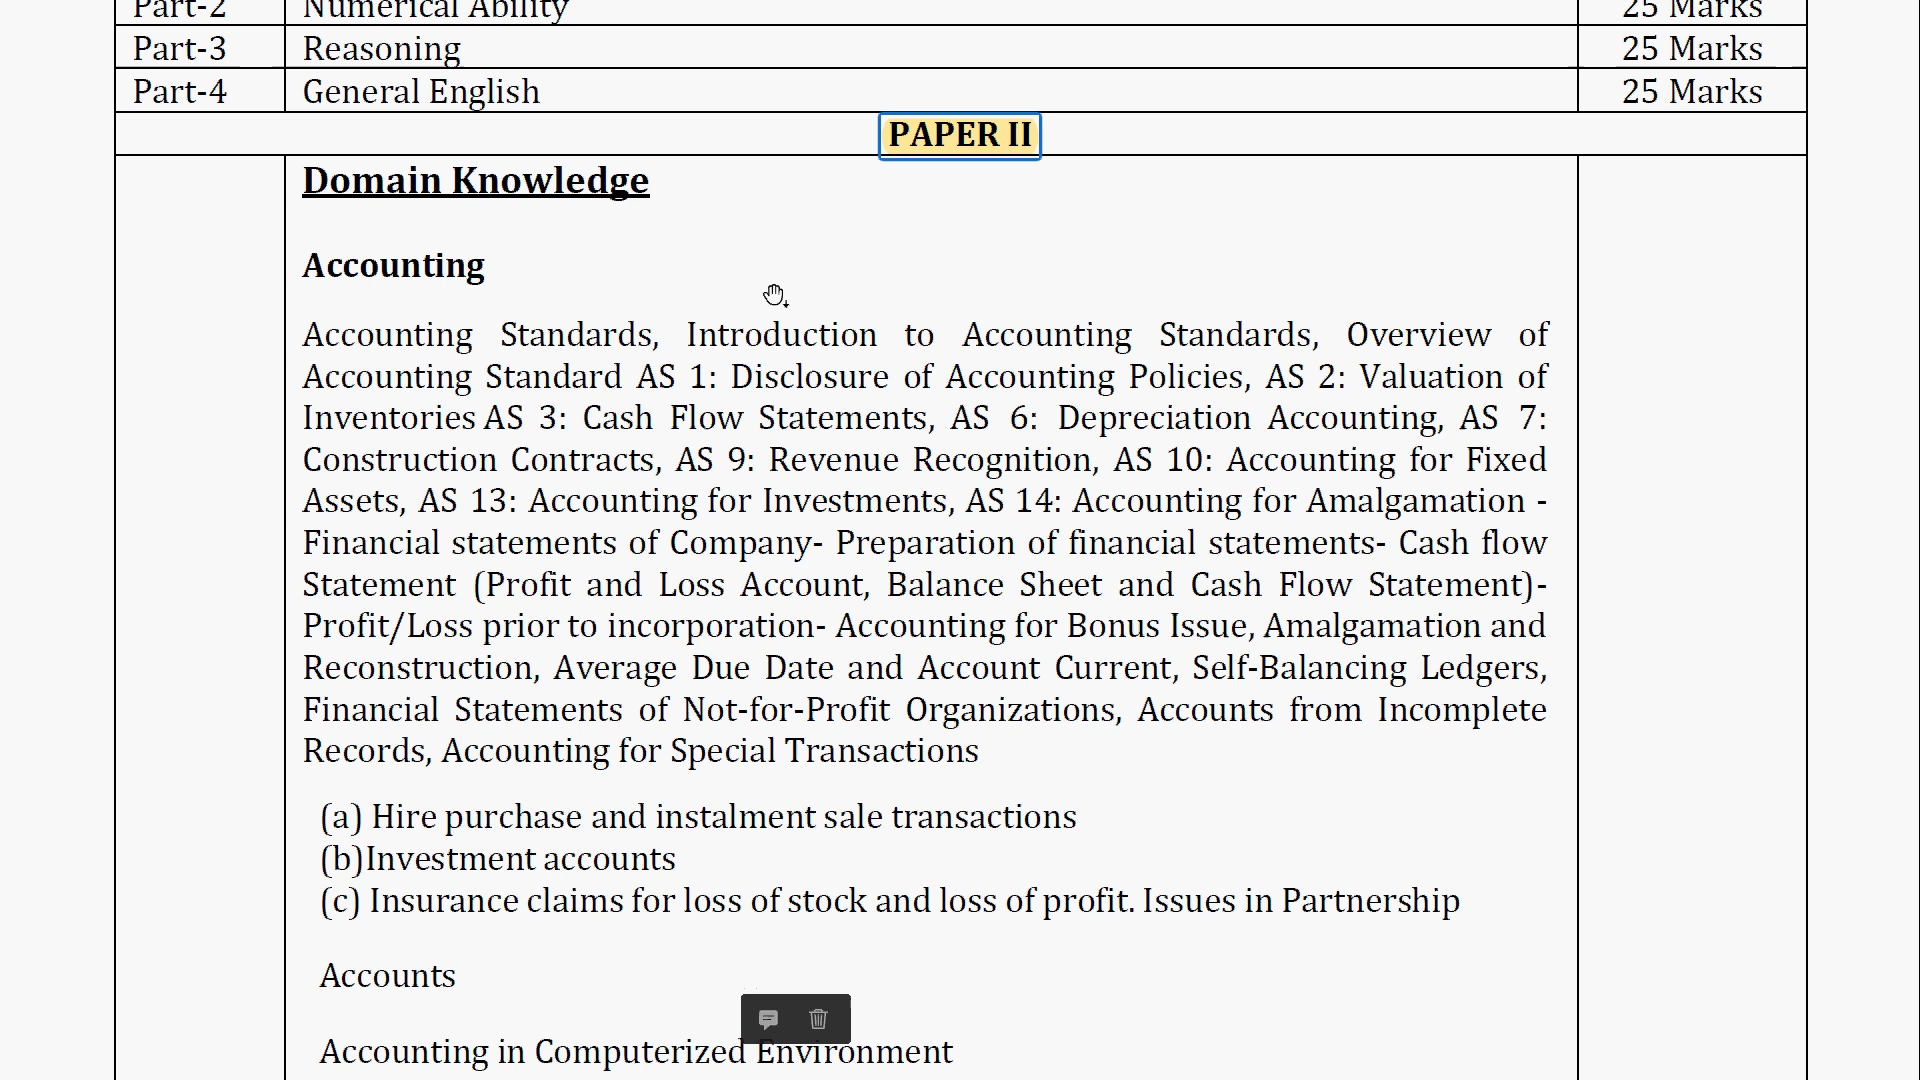 Part-2 Numerical Ability 25 Marks
Part-3 Reasoning 25 Marks
Part-4 General English 25 Marks
PAPER II
Domain Knowledge
Accounting
Accounting Standards, Introduction to Accounting Standards, Overview of
Accounting Standard AS 1: Disclosure of Accounting Policies, AS 2: Valuation of
Inventories AS 3: Cash Flow Statements, AS 6: Depreciation Accounting, AS 7:
Construction Contracts, AS 9: Revenue Recognition, AS 10: Accounting for Fixed
Assets, AS 13: Accounting for Investments, AS 14: Accounting for Amalgamation -
Financial statements of Company- Preparation of financial statements- Cash flow
Statement (Profit and Loss Account, Balance Sheet and Cash Flow Statement)-
Profit/Loss prior to incorporation- Accounting for Bonus Issue, Amalgamation and
Reconstruction, Average Due Date and Account Current, Self-Balancing Ledgers,
Financial Statements of Not-for-Profit Organizations, Accounts from Incomplete
Records, Accounting for Special Transactions
(a) Hire purchase and instalment sale transactions
(b)Investment accounts
(c) Insurance claims for loss of stock and loss of profit. Issues in Partnership
Accounts
Accounting in Computerized Environment